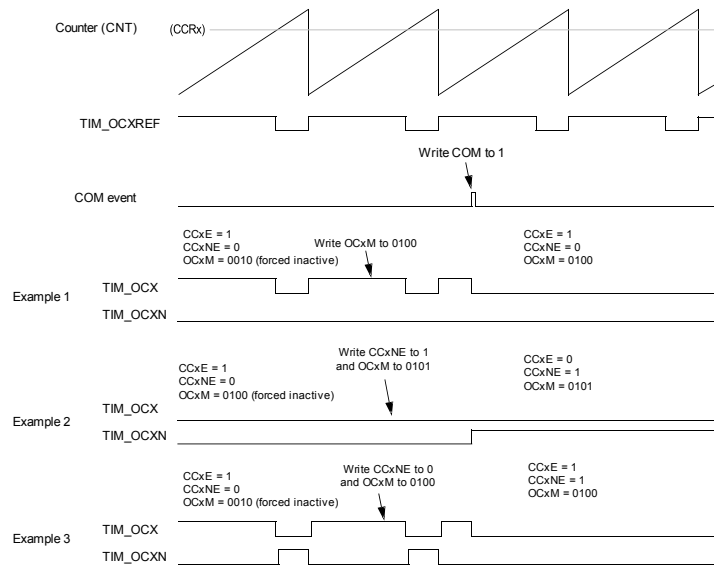 Counter (CNT)
(CCRx)
TIM_OCXREF
Write COM to 1
COM event
CCxE = 1
CCxNE = 0
OCxM = 0010 (forced inactive)
Write OCxM to 0100
CCxE = 1
CCxNE = 0
OCxM = 0100
Example 1
TIM_OCX
TIM_OCXN
CCxE = 1
CCxNE = 0
OCxM = 0100 (forced inactive)
Write CCxNE to 1
and OCxM to 0101
CCxE = 0
CCxNE = 1
OCxM = 0101
Example 2
TIM_OCX
TIM_OCXN
CCxE = 1
CCxNE = 0
OCxM = 0010 (forced inactive)
Write CCxNE to 0
and OCxM to 0100
CCxE = 1
CCxNE = 1
OCxM = 0100
Example 3
TIM_OCX
TIM_OCXN